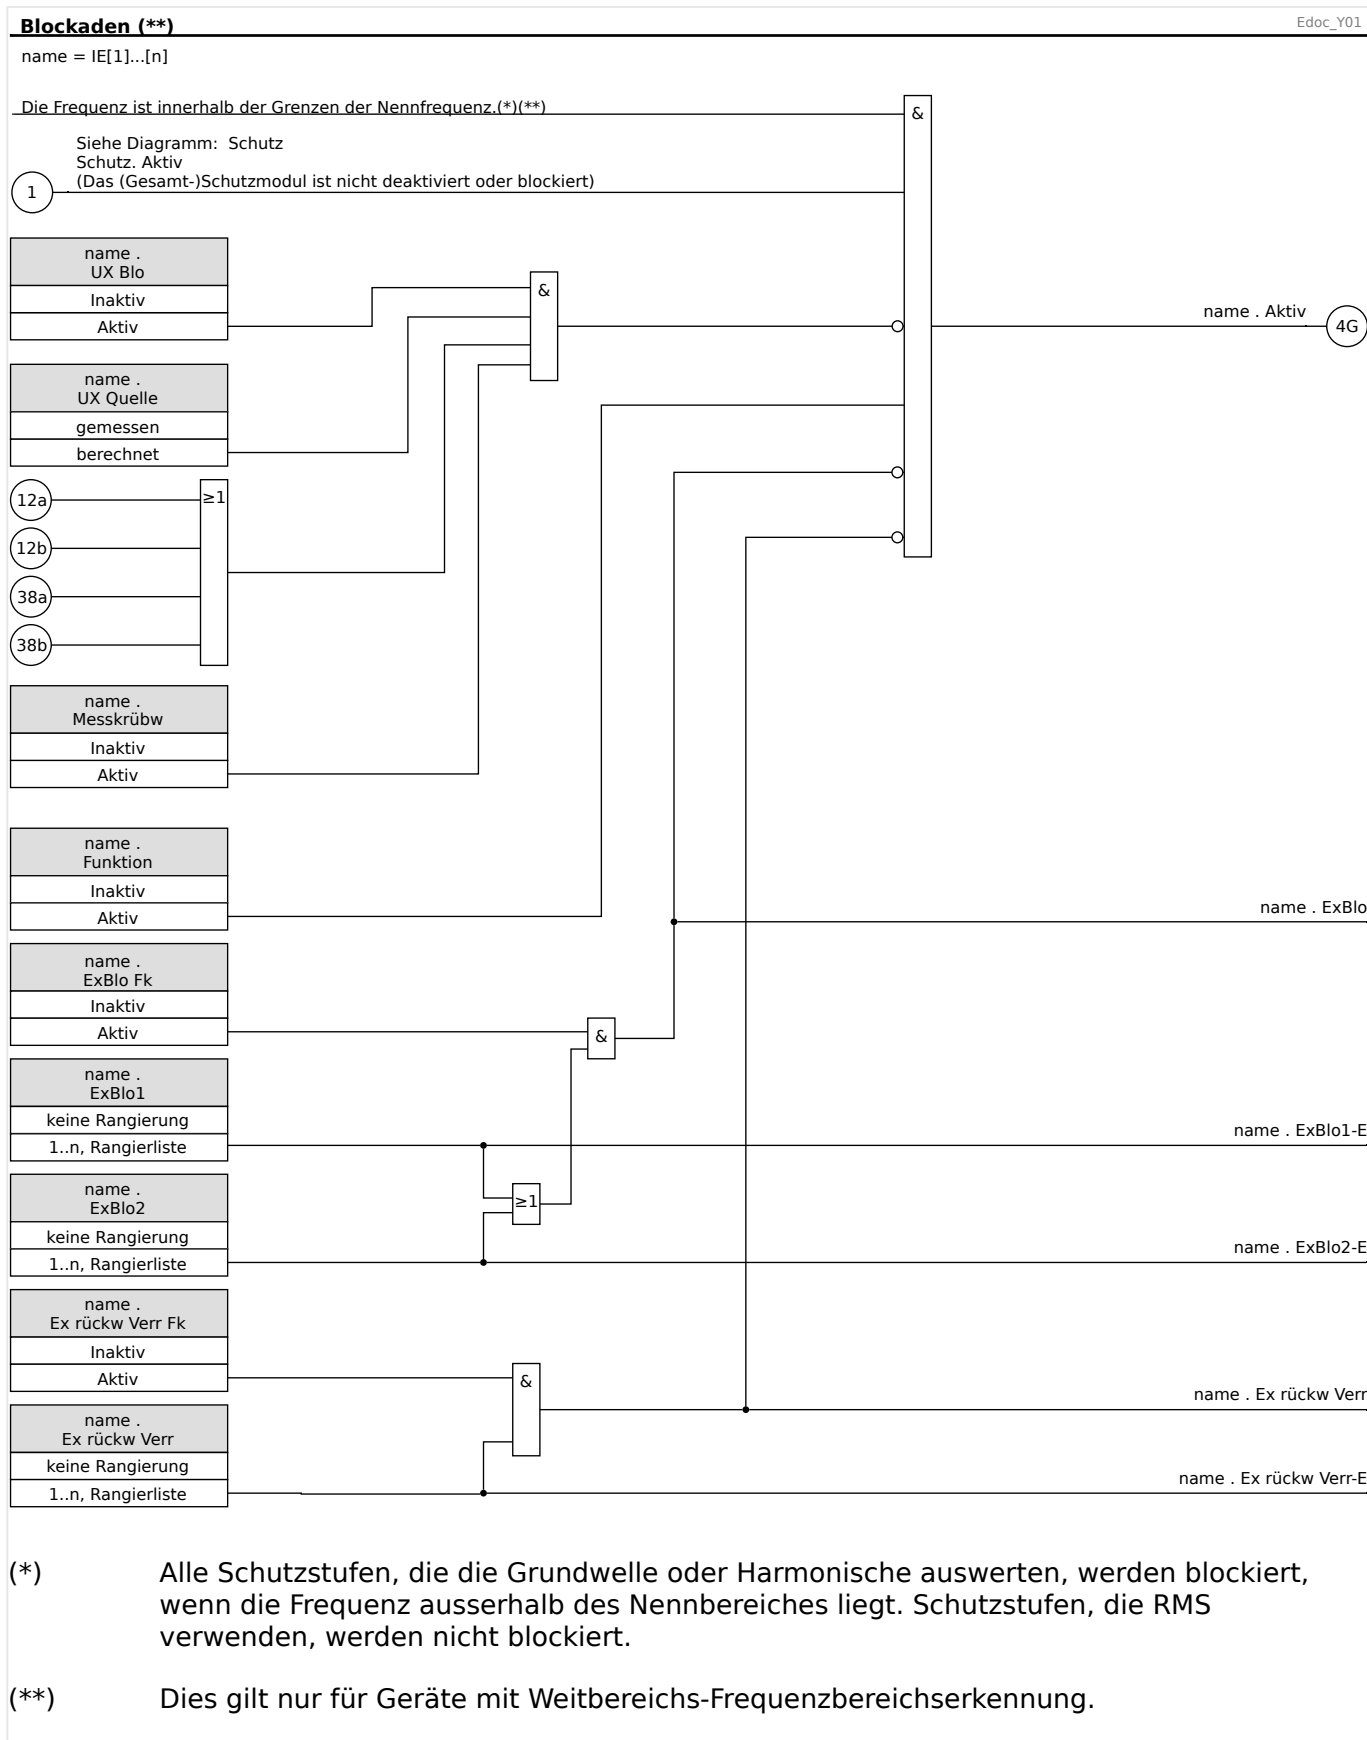 Blockaden (**)
Edoc_Y01
name = IE[1]...[n]
Die Frequenz ist innerhalb der Grenzen der Nennfrequenz.(*)(**)
&
Siehe Diagramm:  Schutz
Schutz. Aktiv
(Das (Gesamt-)Schutzmodul ist nicht deaktiviert oder blockiert)
1
name .
UX Blo
Inaktiv
Aktiv
&
name . Aktiv
4G
name .
UX Quelle
gemessen
berechnet
12a
≥1
12b
38a
38b
name .
Messkrübw
Inaktiv
Aktiv
name .
Funktion
Inaktiv
Aktiv
name . ExBlo
name .
ExBlo Fk
Inaktiv
Aktiv
&
name .
ExBlo1
keine Rangierung
1..n, Rangierliste
name . ExBlo1-E
name .
ExBlo2
keine Rangierung
1..n, Rangierliste
≥1
name . ExBlo2-E
name .
Ex rückw Verr Fk
Inaktiv
Aktiv
&
name . Ex rückw Verr
name .
Ex rückw Verr
keine Rangierung
1..n, Rangierliste
name . Ex rückw Verr-E
(*) Alle Schutzstufen, die die Grundwelle oder Harmonische auswerten, werden blockiert,
wenn die Frequenz ausserhalb des Nennbereiches liegt. Schutzstufen, die RMS
verwenden, werden nicht blockiert.
(**) Dies gilt nur für Geräte mit Weitbereichs-Frequenzbereichserkennung.